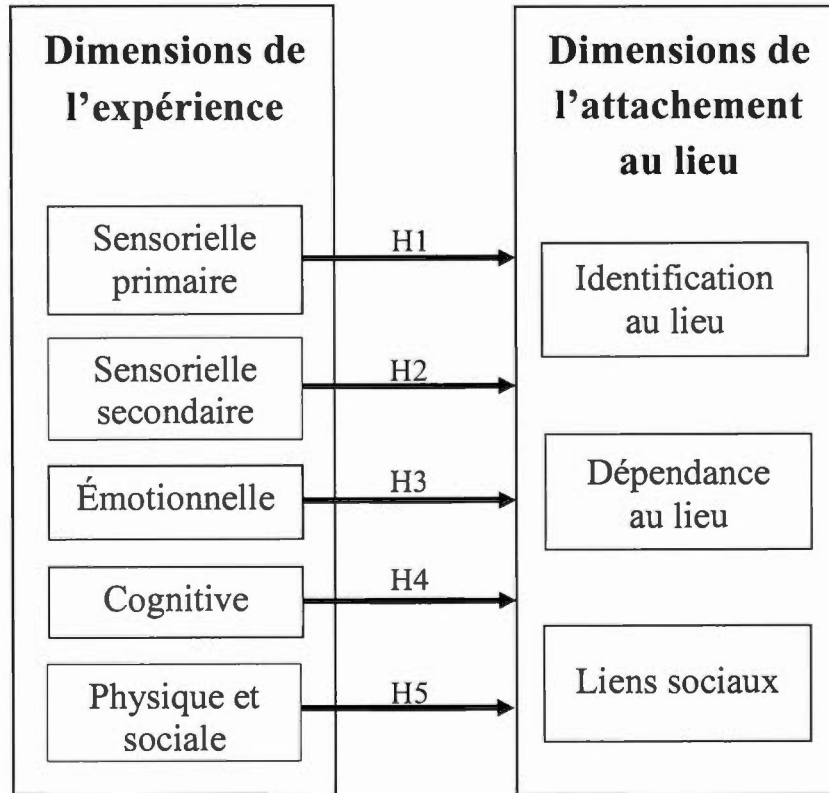 Dimensions de
l'expérience
Sensorielle
primaire
Sensorielle
secondaire
Émotionnelle
Cognitive
Physique et
sociale
H1
H2
H3
H4
H5
Dimensions de
l'attachement
au lieu
Identification
au lieu
Dépendance
au lieu
Liens sociaux